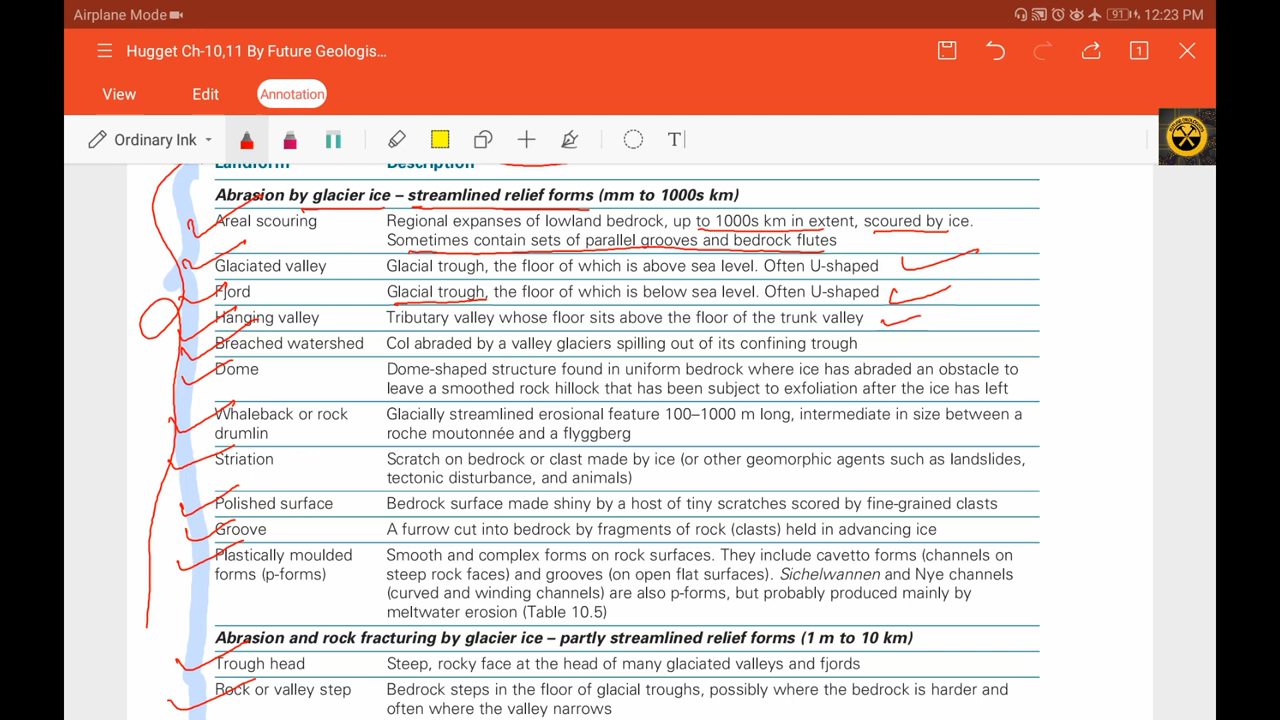 Airplane Mode
91
12:23 PM
Hugget Ch-10,11 By Future Geologis...
1
View
Edit
Annotation
Ordinary Ink
T
Landform Description
Abrasion by glacier ice – streamlined relief forms (mm to 1000s km)
Areal scouring Regional expanses of lowland bedrock, up to 1000s km in extent, scoured by ice.
Sometimes contain sets of parallel grooves and bedrock flutes
Glaciated valley Glacial trough, the floor of which is above sea level. Often U-shaped
Fjord Glacial trough, the floor of which is below sea level. Often U-shaped
Hanging valley Tributary valley whose floor sits above the floor of the trunk valley
Breached watershed Col abraded by a valley glaciers spilling out of its confining trough
Dome Dome-shaped structure found in uniform bedrock where ice has abraded an obstacle to
leave a smoothed rock hillock that has been subject to exfoliation after the ice has left
Whaleback or rock Glacially streamlined erosional feature 100–1000 m long, intermediate in size between a
drumlin roche moutonnée and a flyggberg
Striation Scratch on bedrock or clast made by ice (or other geomorphic agents such as landslides,
tectonic disturbance, and animals)
Polished surface Bedrock surface made shiny by a host of tiny scratches scored by fine-grained clasts
Groove A furrow cut into bedrock by fragments of rock (clasts) held in advancing ice
Plastically moulded Smooth and complex forms on rock surfaces. They include cavetto forms (channels on
forms (p-forms) steep rock faces) and grooves (on open flat surfaces). Sichelwannen and Nye channels
(curved and winding channels) are also p-forms, but probably produced mainly by
meltwater erosion (Table 10.5)
Abrasion and rock fracturing by glacier ice – partly streamlined relief forms (1 m to 10 km)
Trough head Steep, rocky face at the head of many glaciated valleys and fjords
Rock or valley step Bedrock steps in the floor of glacial troughs, possibly where the bedrock is harder and
often where the valley narrows